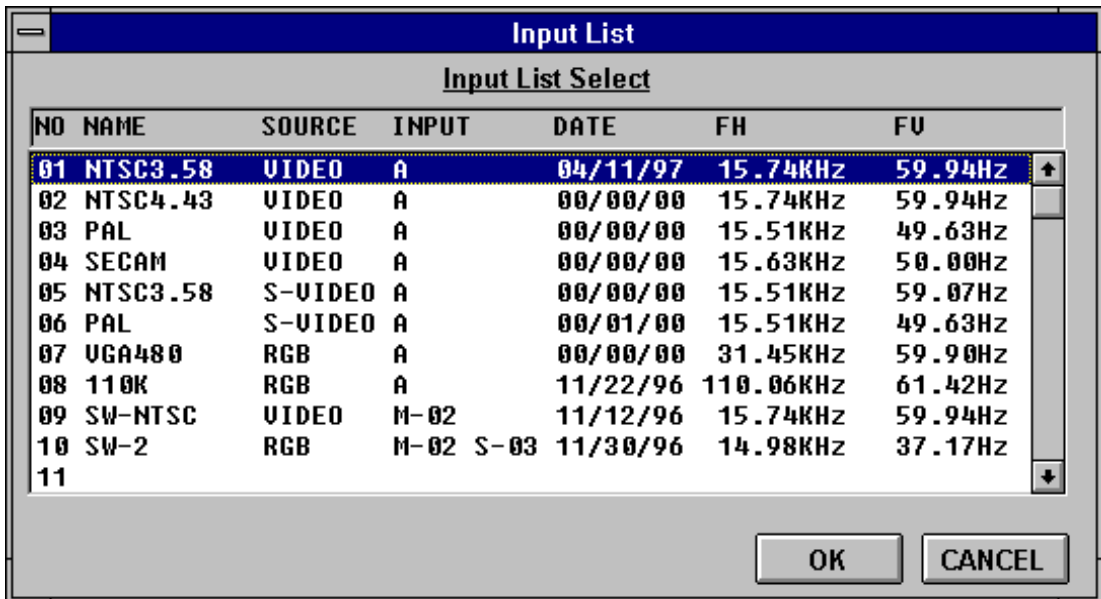 Input List
Input List Select
NO NAME SOURCE INPUT DATE FH FV
01 NTSC3.58 VIDEO A 04/11/97 15.74KHz 59.94Hz
02 NTSC4.43 VIDEO A 00/00/00 15.74KHz 59.94Hz
03 PAL VIDEO A 00/00/00 15.51KHz 49.63Hz
04 SECAM VIDEO A 00/00/00 15.63KHz 50.00Hz
05 NTSC3.58 S-VIDEO A 00/00/00 15.51KHz 59.07Hz
06 PAL S-VIDEO A 00/01/00 15.51KHz 49.63Hz
07 VGA480 RGB A 00/00/00 31.45KHz 59.90Hz
08 110K RGB A 11/22/96 110.06KHz 61.42Hz
09 SW-NTSC VIDEO M-02 11/12/96 15.74KHz 59.94Hz
10 SW-2 RGB M-02 S-03 11/30/96 14.98KHz 37.17Hz
11
OK CANCEL